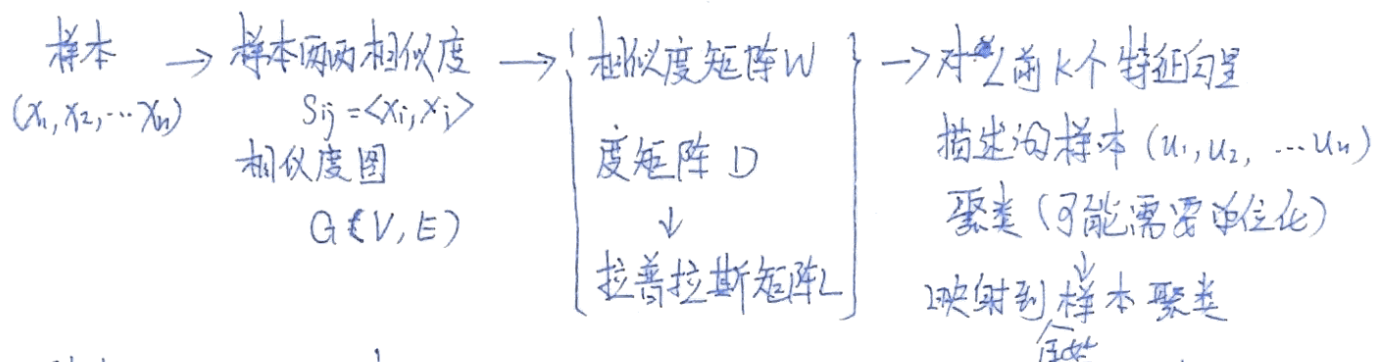 样本 → 样本两两相似度 → { 相似度矩阵W } → 对L前k个特征向量
(x₁,x₂,…xₙ) Sᵢⱼ=<xᵢ,xⱼ>
相似度图 度矩阵 D 描述的样本 (u₁,u₂, …uₙ)
G(V,E) ↓ 聚类(可能需要单位化)
拉普拉斯矩阵L ↓
映射到样本聚类
原始